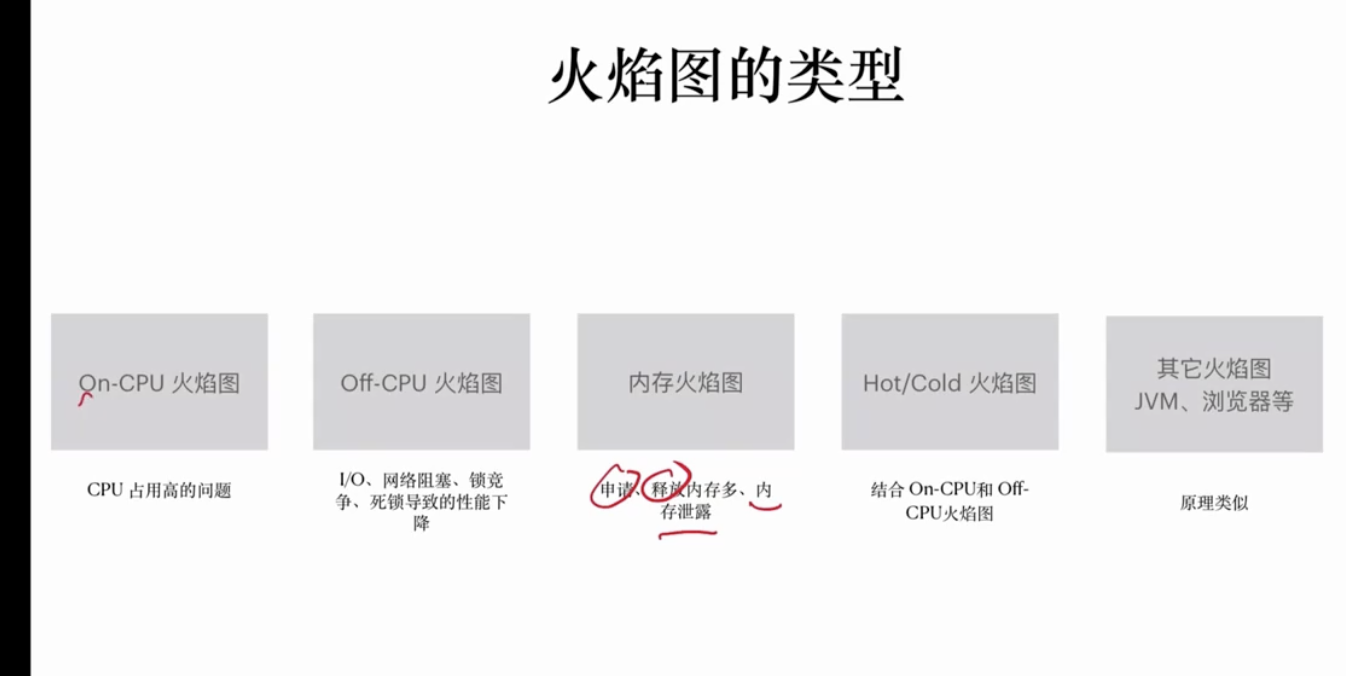 火焰图的类型
On-CPU 火焰图
CPU 占用高的问题
Off-CPU 火焰图
I/O、网络阻塞、锁竞
争、死锁导致的性能下
降
内存火焰图
申请、释放内存多、内
存泄露
Hot/Cold 火焰图
结合 On-CPU和 Off-
CPU火焰图
其它火焰图
JVM、浏览器等
原理类似